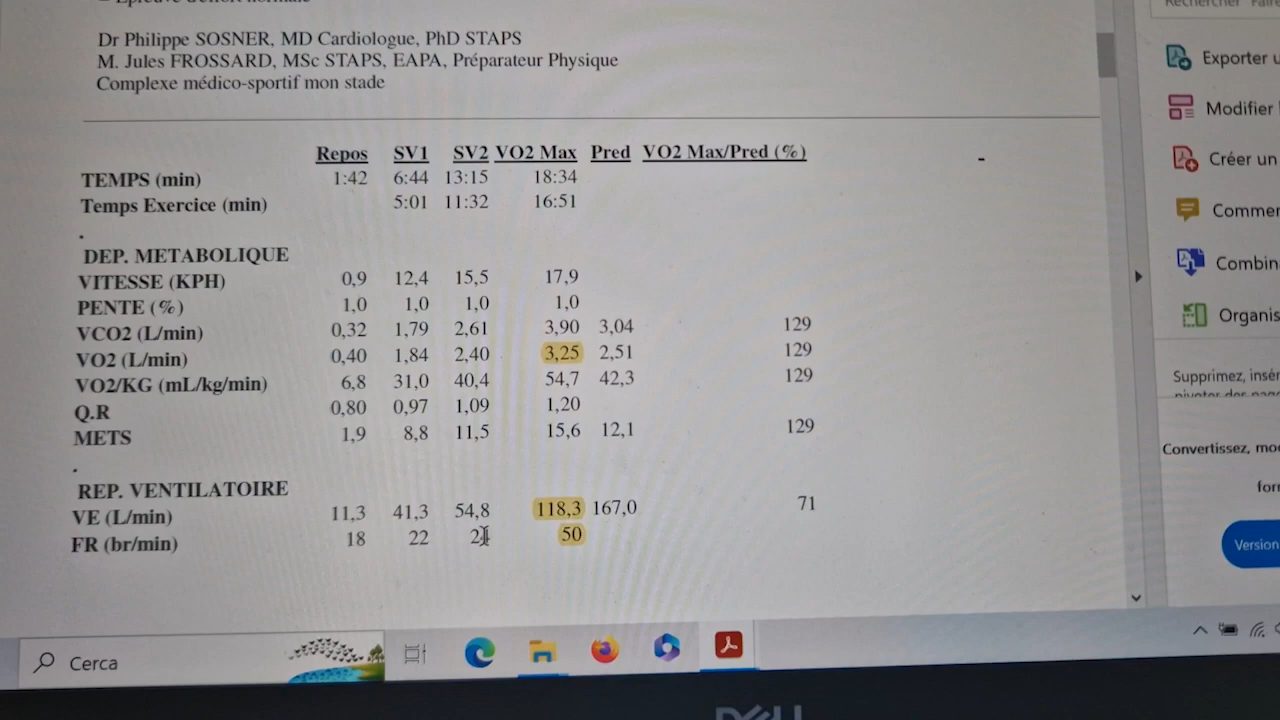 Dr Philippe SOSNER, MD Cardiologue, PhD STAPS
M. Jules FROSSARD, MSc STAPS, EAPA, Préparateur Physique
Complexe médico-sportif mon stade
Repos SV1 SV2 VO2 Max Pred VO2 Max/Pred (%)
TEMPS (min) 1:42 6:44 13:15 18:34
Temps Exercice (min) 5:01 11:32 16:51
.
DEP. METABOLIQUE
VITESSE (KPH) 0,9 12,4 15,5 17,9
PENTE (%) 1,0 1,0 1,0 1,0
VCO2 (L/min) 0,32 1,79 2,61 3,90 3,04 129
VO2 (L/min) 0,40 1,84 2,40 3,25 2,51 129
VO2/KG (mL/kg/min) 6,8 31,0 40,4 54,7 42,3 129
Q.R 0,80 0,97 1,09 1,20
METS 1,9 8,8 11,5 15,6 12,1 129
.
REP. VENTILATOIRE
VE (L/min) 11,3 41,3 54,8 118,3 167,0 71
FR (br/min) 18 22 50
Exporter
Modifier
Créer un
Commen
Combin
Organis
Supprimez, insér
Convertissez, mod
form
Version
Cerca
DELL